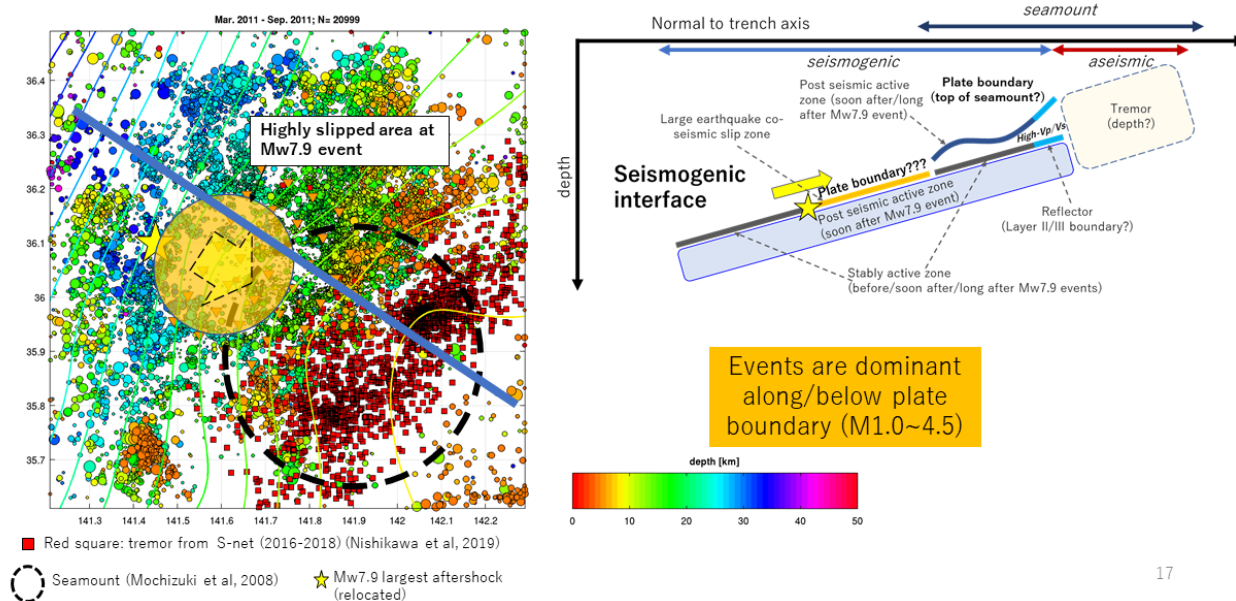 Mar. 2011 - Sep. 2011; N= 20999
36.4
36.3
36.2
36.1
36
35.9
35.8
35.7
141.3 141.4 141.5 141.6 141.7 141.8 141.9 142 142.1 142.2
Highly slipped area at
Mw7.9 event
Red square: tremor from S-net (2016-2018) (Nishikawa et al, 2019)
Seamount (Mochizuki et al, 2008)
Mw7.9 largest aftershock
(relocated)
Normal to trench axis
seamount
seismogenic
aseismic
depth
Large earthquake co-
seismic slip zone
Post seismic active
zone (soon after/long
after Mw7.9 event)
Plate boundary
(top of seamount?)
Tremor
(depth?)
High-Vp/Vs
Seismogenic
interface
Plate boundary???
Post seismic active zone
(soon after Mw7.9 event)
Reflector
(Layer II/III boundary?)
Stably active zone
(before/soon after/long after Mw7.9 events)
Events are dominant
along/below plate
boundary (M1.0~4.5)
depth [km]
0 10 20 30 40 50
17